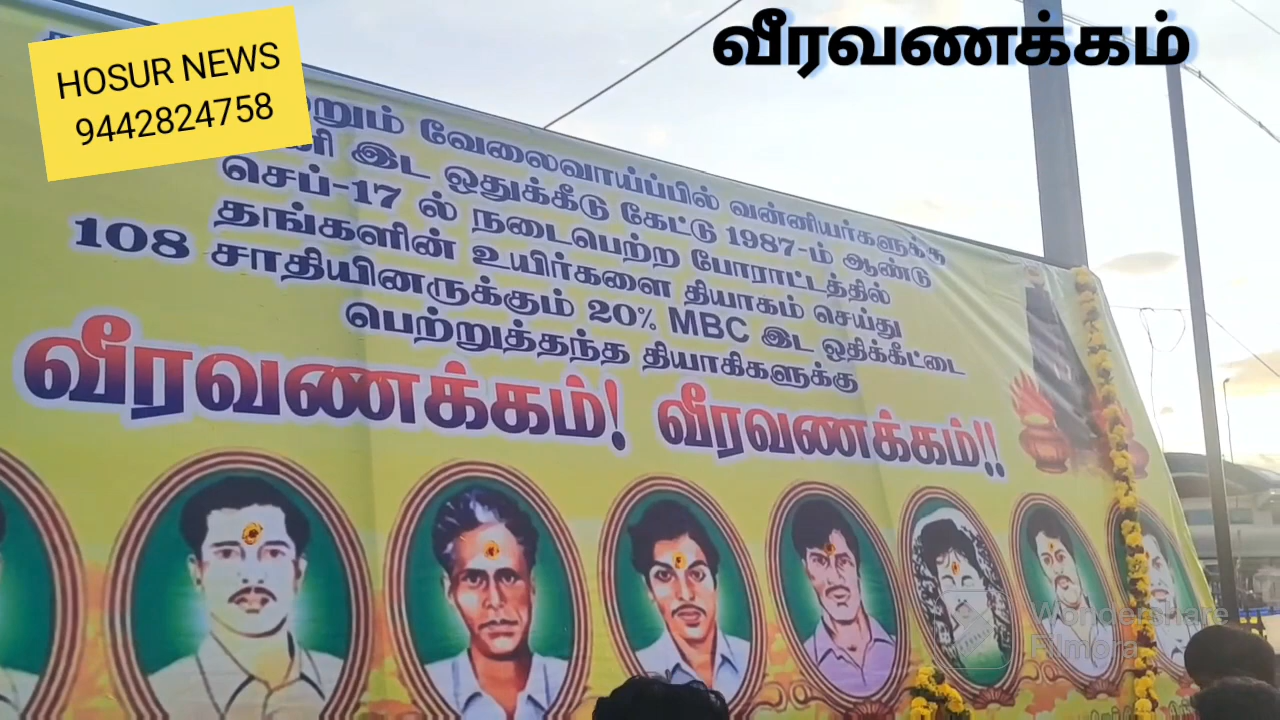 வீரவணக்கம்
HOSUR NEWS
9442824758
வேலைவாய்ப்பில் வன்னியர்களுக்கு
இட ஒதுக்கீடு கேட்டு 1987-ம் ஆண்டு
செப்-17 ல் நடைபெற்ற போராட்டத்தில்
தங்களின் உயிர்களை தியாகம் செய்து
108 சாதியினருக்கும் 20% MBC இட ஒதிக்கீட்டை
பெற்றுத்தந்த தியாகிகளுக்கு
வீரவணக்கம்! வீரவணக்கம்!!
Wondershare
Filmora